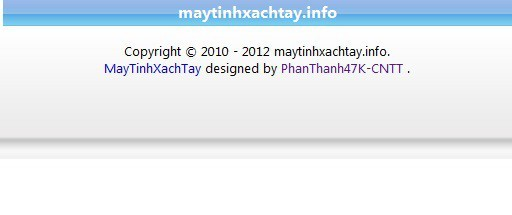 maytinhxachtay.info
Copyright © 2010 - 2012 maytinhxachtay.info.
MayTinhXachTay designed by PhanThanh47K-CNTT .